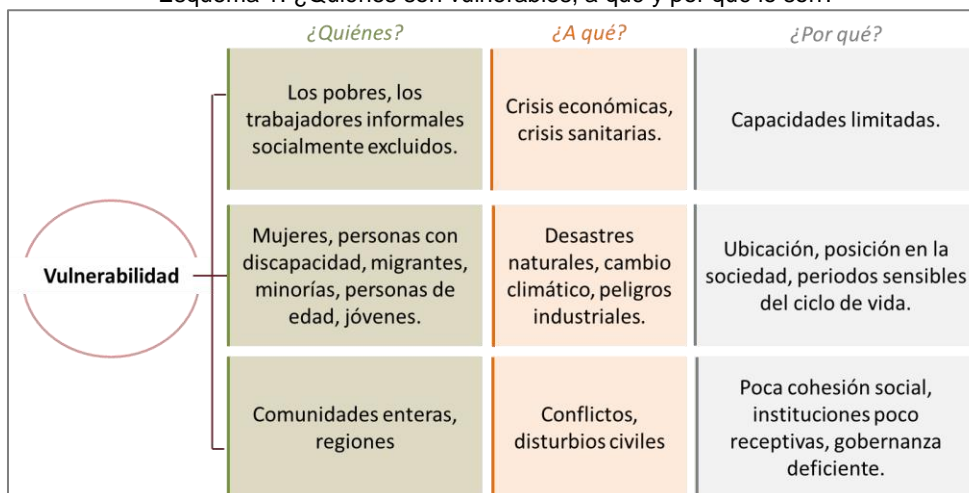 Esquema 1. ¿Quiénes son vulnerables, a qué y por qué lo son?
¿Quiénes?
¿A qué?
¿Por qué?
Los pobres, los
trabajadores informales
socialmente excluidos.
Crisis económicas,
crisis sanitarias.
Capacidades limitadas.
Vulnerabilidad
Mujeres, personas con
discapacidad, migrantes,
minorías, personas de
edad, jóvenes.
Desastres
naturales, cambio
climático, peligros
industriales.
Ubicación, posición en la
sociedad, periodos sensibles
del ciclo de vida.
Comunidades enteras,
regiones
Conflictos,
disturbios civiles
Poca cohesión social,
instituciones poco
receptivas, gobernanza
deficiente.